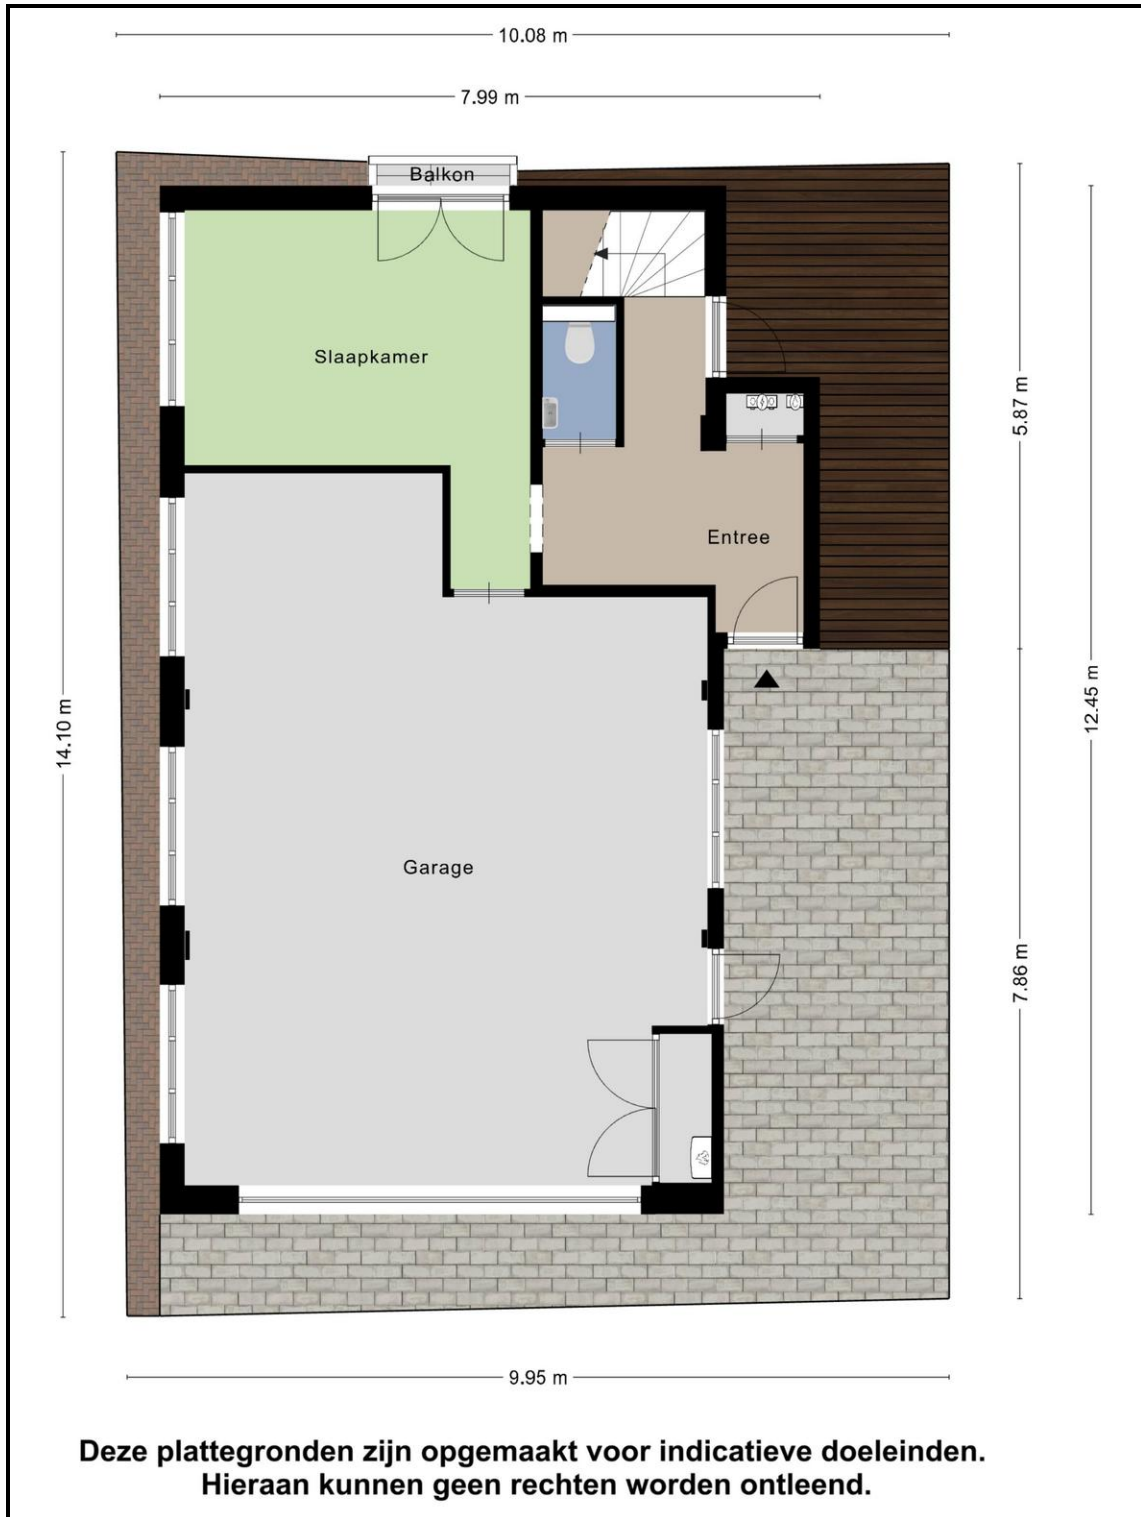 10.08 m
7.99 m
Balkon
Slaapkamer
5.87 m
Entree
12.45 m
14.10 m
Garage
7.86 m
9.95 m
Deze plattegronden zijn opgemaakt voor indicatieve doeleinden.
Hieraan kunnen geen rechten worden ontleend.